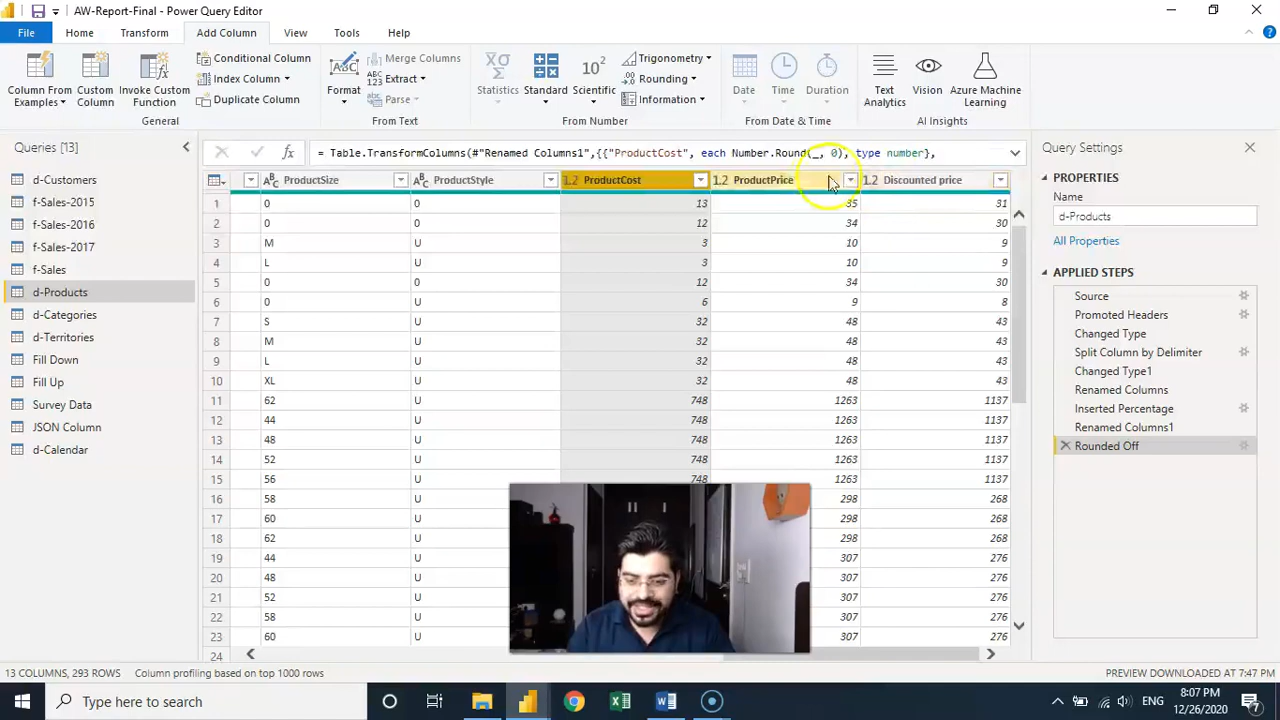 AW-Report-Final - Power Query Editor
File Home Transform Add Column View Tools Help
Column From Examples
Custom Column
Invoke Custom Function
Conditional Column
Index Column
Duplicate Column
General
Format
Merge Columns
Extract
Parse
From Text
Statistics
Standard
Scientific
Trigonometry
Rounding
Information
From Number
Date
Time
Duration
From Date & Time
Text Analytics
Vision
Azure Machine Learning
AI Insights
Queries [13]
d-Customers
f-Sales-2015
f-Sales-2016
f-Sales-2017
f-Sales
d-Products
d-Categories
d-Territories
Fill Down
Fill Up
Survey Data
JSON Column
d-Calendar
= Table.TransformColumns(#"Renamed Columns1",{{"ProductCost", each Number.Round(_, 0), type number},
ProductSize ProductStyle 1.2 ProductCost 1.2 ProductPrice 1.2 Discounted price
1 0 0 13 35 31
2 0 0 12 34 30
3 M U 3 10 9
4 L U 3 10 9
5 0 0 12 34 30
6 0 U 6 9 8
7 S U 32 48 43
8 M U 32 48 43
9 L U 32 48 43
10 XL U 32 48 43
11 62 U 748 1263 1137
12 44 U 748 1263 1137
13 48 U 748 1263 1137
14 52 U 748 1263 1137
15 56 U 748 1263 1137
16 58 U 298 268
17 60 U 298 268
18 62 U 298 268
19 44 U 307 276
20 48 U 307 276
21 52 U 307 276
22 58 U 307 276
23 60 U 307 276
24
Query Settings
PROPERTIES
Name
d-Products
All Properties
APPLIED STEPS
Source
Promoted Headers
Changed Type
Split Column by Delimiter
Changed Type1
Renamed Columns
Inserted Percentage
Renamed Columns1
Rounded Off
13 COLUMNS, 293 ROWS Column profiling based on top 1000 rows
PREVIEW DOWNLOADED AT 7:47 PM
Type here to search
ENG
8:07 PM
12/26/2020
7